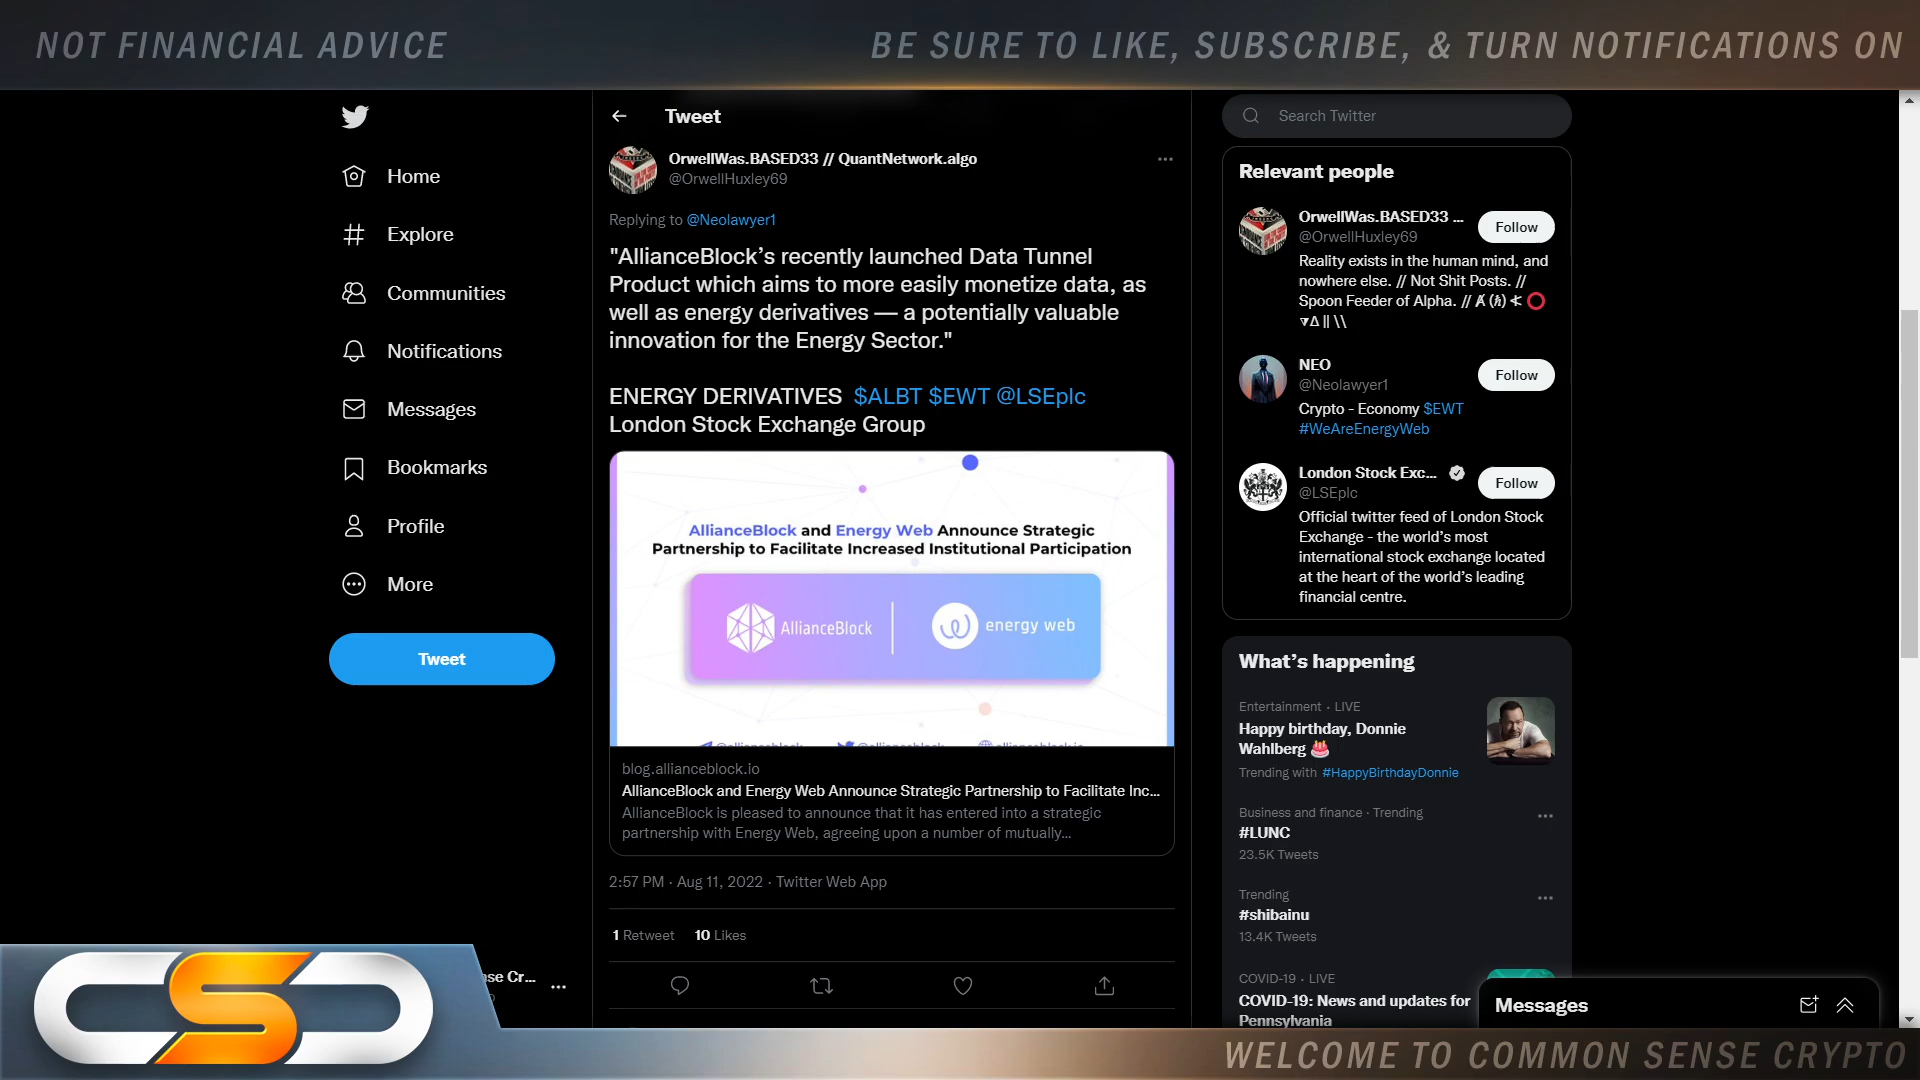 NOT FINANCIAL ADVICE
BE SURE TO LIKE, SUBSCRIBE, & TURN NOTIFICATIONS ON
Home
Explore
Communities
Notifications
Messages
Bookmarks
Profile
More
Tweet
nse Cr...
Tweet
OrwellWas.BASED33 // QuantNetwork.algo
@OrwellHuxley69
Replying to @Neolawyer1
"AllianceBlock’s recently launched Data Tunnel
Product which aims to more easily monetize data, as
well as energy derivatives — a potentially valuable
innovation for the Energy Sector."
ENERGY DERIVATIVES $ALBT $EWT @LSEplc
London Stock Exchange Group
AllianceBlock and Energy Web Announce Strategic
Partnership to Facilitate Increased Institutional Participation
AllianceBlock
energy web
@allianceblock @allianceblock allianceblock.io
blog.allianceblock.io
AllianceBlock and Energy Web Announce Strategic Partnership to Facilitate Inc...
AllianceBlock is pleased to announce that it has entered into a strategic
partnership with Energy Web, agreeing upon a number of mutually...
2:57 PM · Aug 11, 2022 · Twitter Web App
1 Retweet 10 Likes
Search Twitter
Relevant people
OrwellWas.BASED33 ...
@OrwellHuxley69
Follow
Reality exists in the human mind, and
nowhere else. // Not Shit Posts. //
Spoon Feeder of Alpha. //
NEO
@Neolawyer1
Follow
Crypto - Economy $EWT
#WeAreEnergyWeb
London Stock Exc...
@LSEplc
Follow
Official twitter feed of London Stock
Exchange - the world’s most
international stock exchange located
at the heart of the world’s leading
financial centre.
What’s happening
Entertainment · LIVE
Happy birthday, Donnie
Wahlberg 🎂
Trending with #HappyBirthdayDonnie
Business and finance · Trending
#LUNC
23.5K Tweets
Trending
#shibainu
13.4K Tweets
COVID-19 · LIVE
COVID-19: News and updates for
Pennsylvania
Messages
CSC
WELCOME TO COMMON SENSE CRYPTO